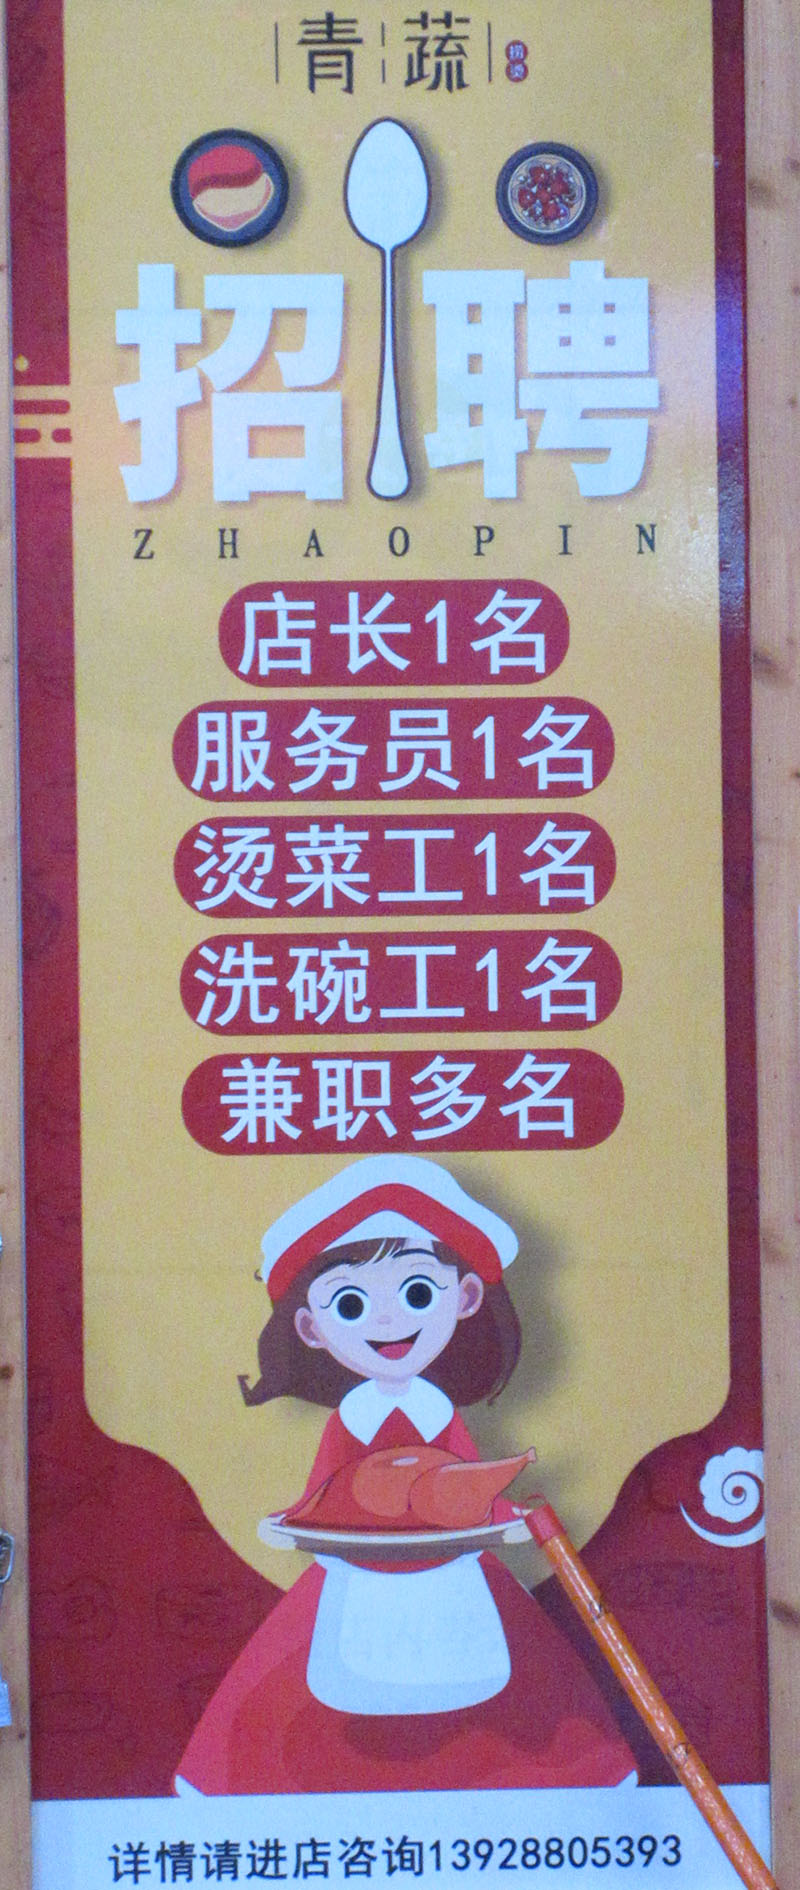 青蔬
招聘
ZHAOPIN
店长1名
服务员1名
烫菜工1名
洗碗工1名
兼职多名
详情请进店咨询13928805393